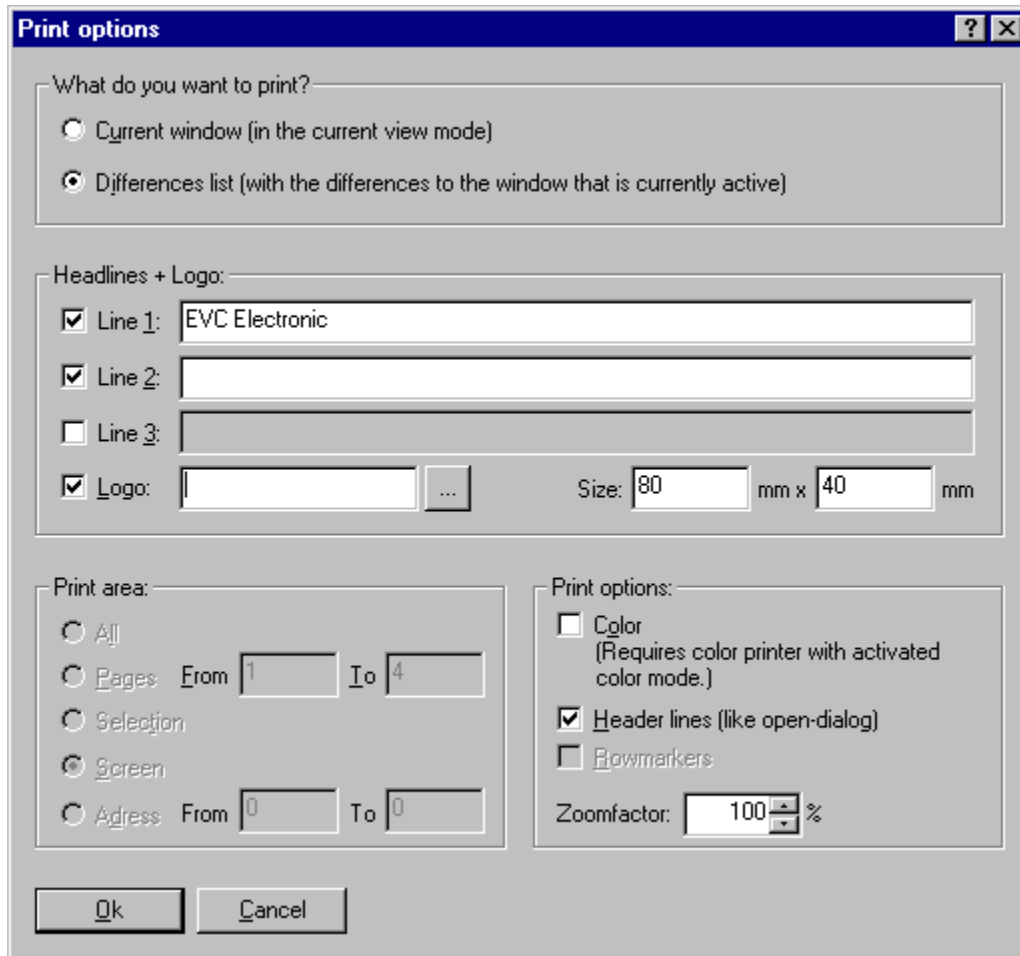 Print options
What do you want to print?
Current window (in the current view mode)
Differences list (with the differences to the window that is currently active)
Headlines + Logo:
Line 1: EVC Electronic
Line 2:
Line 3:
Logo: ... Size: 80 mm x 40 mm
Print area:
All
Pages From 1 To 4
Selection
Screen
Adress From 0 To 0
Print options:
Color
(Requires color printer with activated
color mode.)
Header lines (like open-dialog)
Rowmarkers
Zoomfactor: 100 %
Ok Cancel